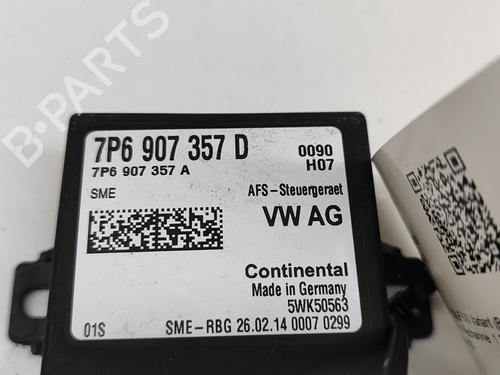 B-PARTS
7P6 907 357 D 0090
7P6 907 357 A H07
SME AFS-Steuergeraet
VW AG
Continental
Made in Germany
5WK50563
01S SME-RBG 26.02.14 0007 0299